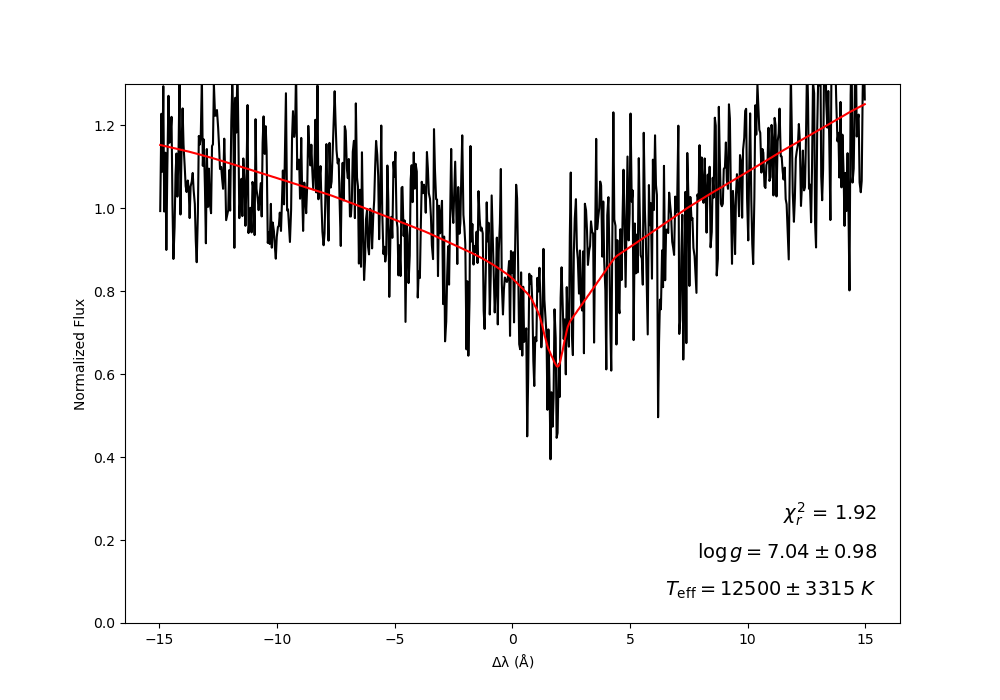 1.2
1.0
0.8
0.6
0.4
0.2
0.0
Normalized Flux
χ²ᵣ = 1.92
log g = 7.04 ± 0.98
T_eff = 12500 ± 3315 K
−15 −10 −5 0 5 10 15
Δλ (Å)